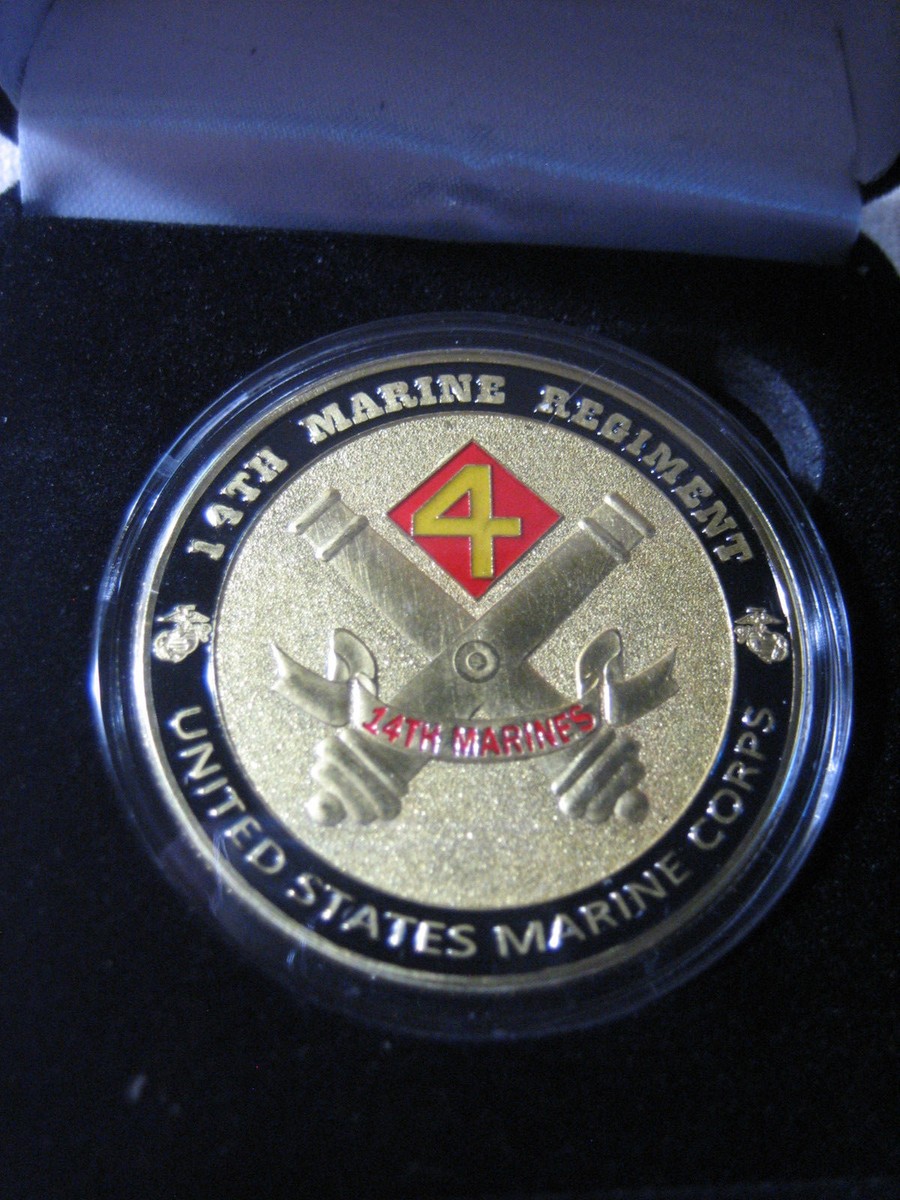 14TH MARINE REGIMENT
4
14TH MARINES
UNITED STATES MARINE CORPS